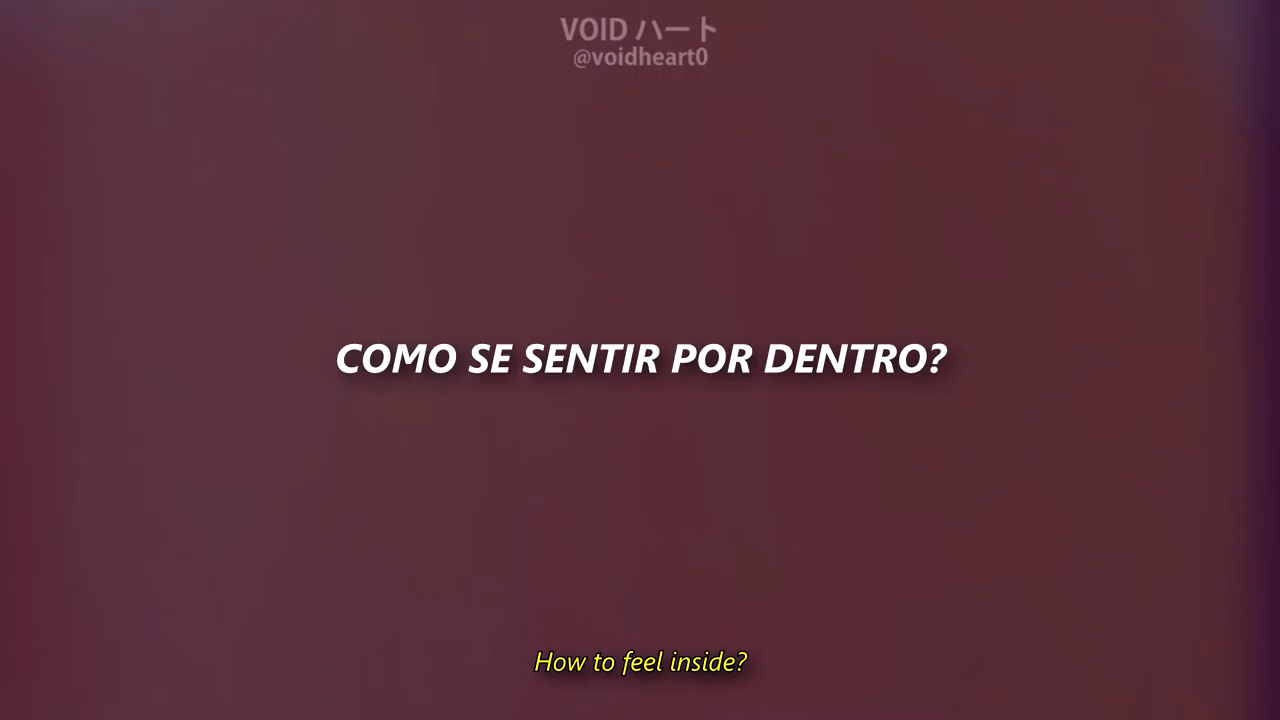 VOID ハート
@voidheart0
COMO SE SENTIR POR DENTRO?
How to feel inside?